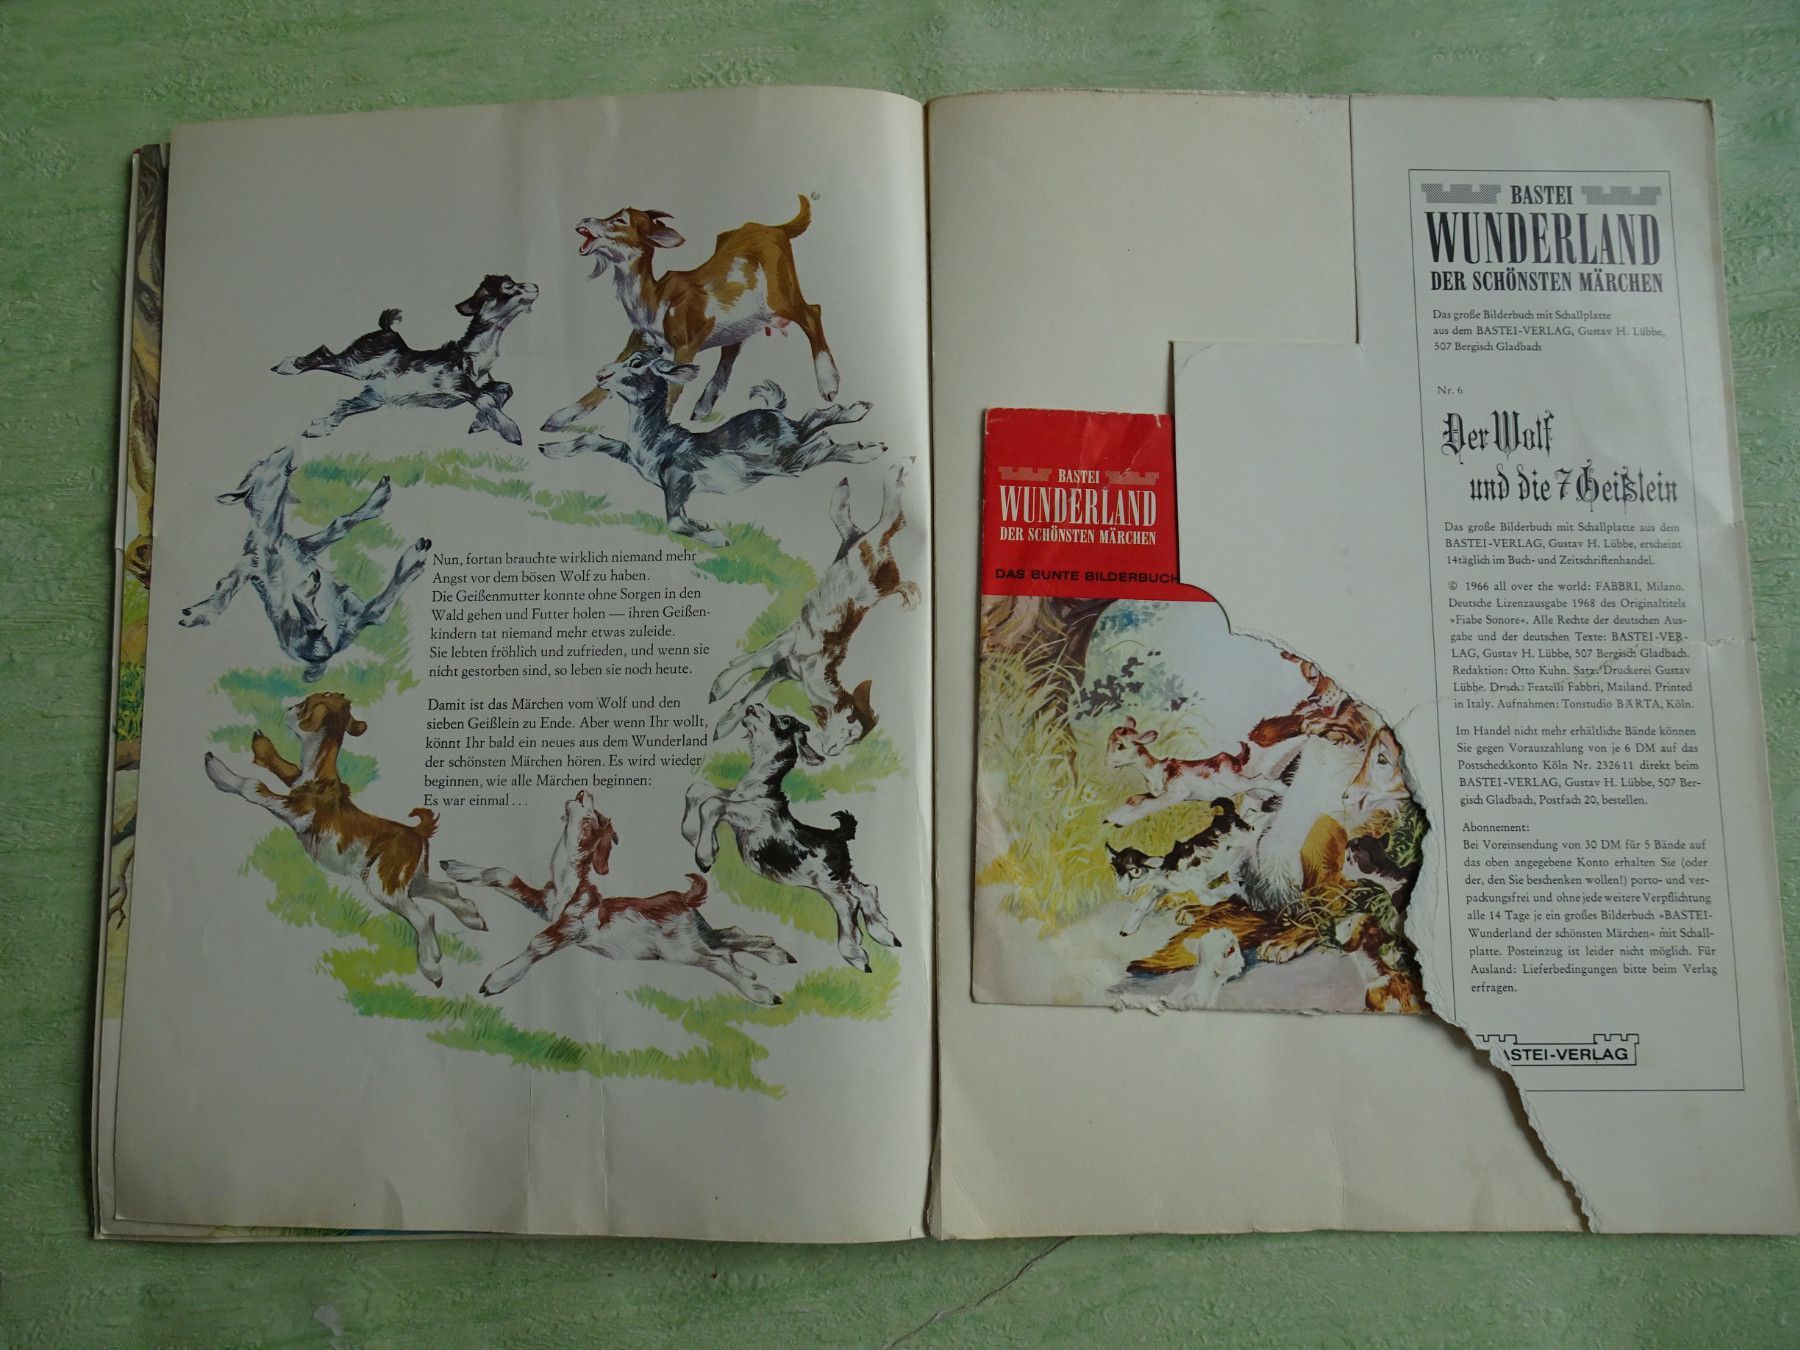 Nun, fortan brauchte wirklich niemand mehr
Angst vor dem bösen Wolf zu haben.
Die Geißenmutter konnte ohne Sorgen in den
Wald gehen und Futter holen — ihren Geißen-
kindern tat niemand mehr etwas zuleide.
Sie lebten fröhlich und zufrieden, und wenn sie
nicht gestorben sind, so leben sie noch heute.
Damit ist das Märchen vom Wolf und den
sieben Geißlein zu Ende. Aber wenn Ihr wollt,
könnt Ihr bald ein neues aus dem Wunderland
der schönsten Märchen hören. Es wird wieder
beginnen, wie alle Märchen beginnen:
Es war einmal...
BASTEI
WUNDERLAND
DER SCHÖNSTEN MÄRCHEN
DAS BUNTE BILDERBUCH
BASTEI
WUNDERLAND
DER SCHÖNSTEN MÄRCHEN
Das große Bilderbuch mit Schallplatte
aus dem BASTEI-VERLAG, Gustav H. Lübbe,
507 Bergisch Gladbach
Nr. 6
Der Wolf
und die 7 Geißlein
Das große Bilderbuch mit Schallplatte aus dem
BASTEI-VERLAG, Gustav H. Lübbe, erscheint
14täglich im Buch- und Zeitschriftenhandel.
© 1966 all over the world: FABBRI, Milano.
Deutsche Lizenzausgabe 1968 des Originaltitels
»Fiabe Sonore«. Alle Rechte der deutschen Aus-
gabe und der deutschen Texte: BASTEI-VER-
LAG, Gustav H. Lübbe, 507 Bergisch Gladbach.
Redaktion: Otto Kuhn. Satz: Druckerei Gustav
Lübbe. Druck: Fratelli Fabbri, Mailand. Printed
in Italy. Aufnahmen: Tonstudio BÄRTA, Köln.
Im Handel nicht mehr erhältliche Bände können
Sie gegen Vorauszahlung von je 6 DM auf das
Postscheckkonto Köln Nr. 232611 direkt beim
BASTEI-VERLAG, Gustav H. Lübbe, 507 Ber-
gisch Gladbach, Postfach 20, bestellen.
Abonnement:
Bei Voreinsendung von 30 DM für 5 Bände auf
das oben angegebene Konto erhalten Sie (oder
der, den Sie beschenken wollen!) porto- und ver-
packungsfrei und ohne jede weitere Verpflichtung
alle 14 Tage je ein großes Bilderbuch »BASTEI-
Wunderland der schönsten Märchen« mit Schall-
platte. Posteinzug ist leider nicht möglich. Für
Ausland: Lieferbedingungen bitte beim Verlag
erfragen.
ASTEI-VERLAG